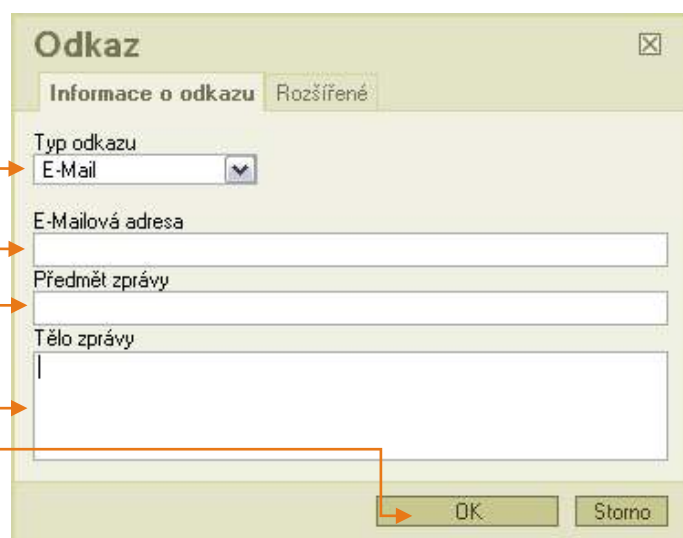 Odkaz
Informace o odkazu Rozšířené
Typ odkazu
E-Mail
E-Mailová adresa
Předmět zprávy
Tělo zprávy
OK Storno